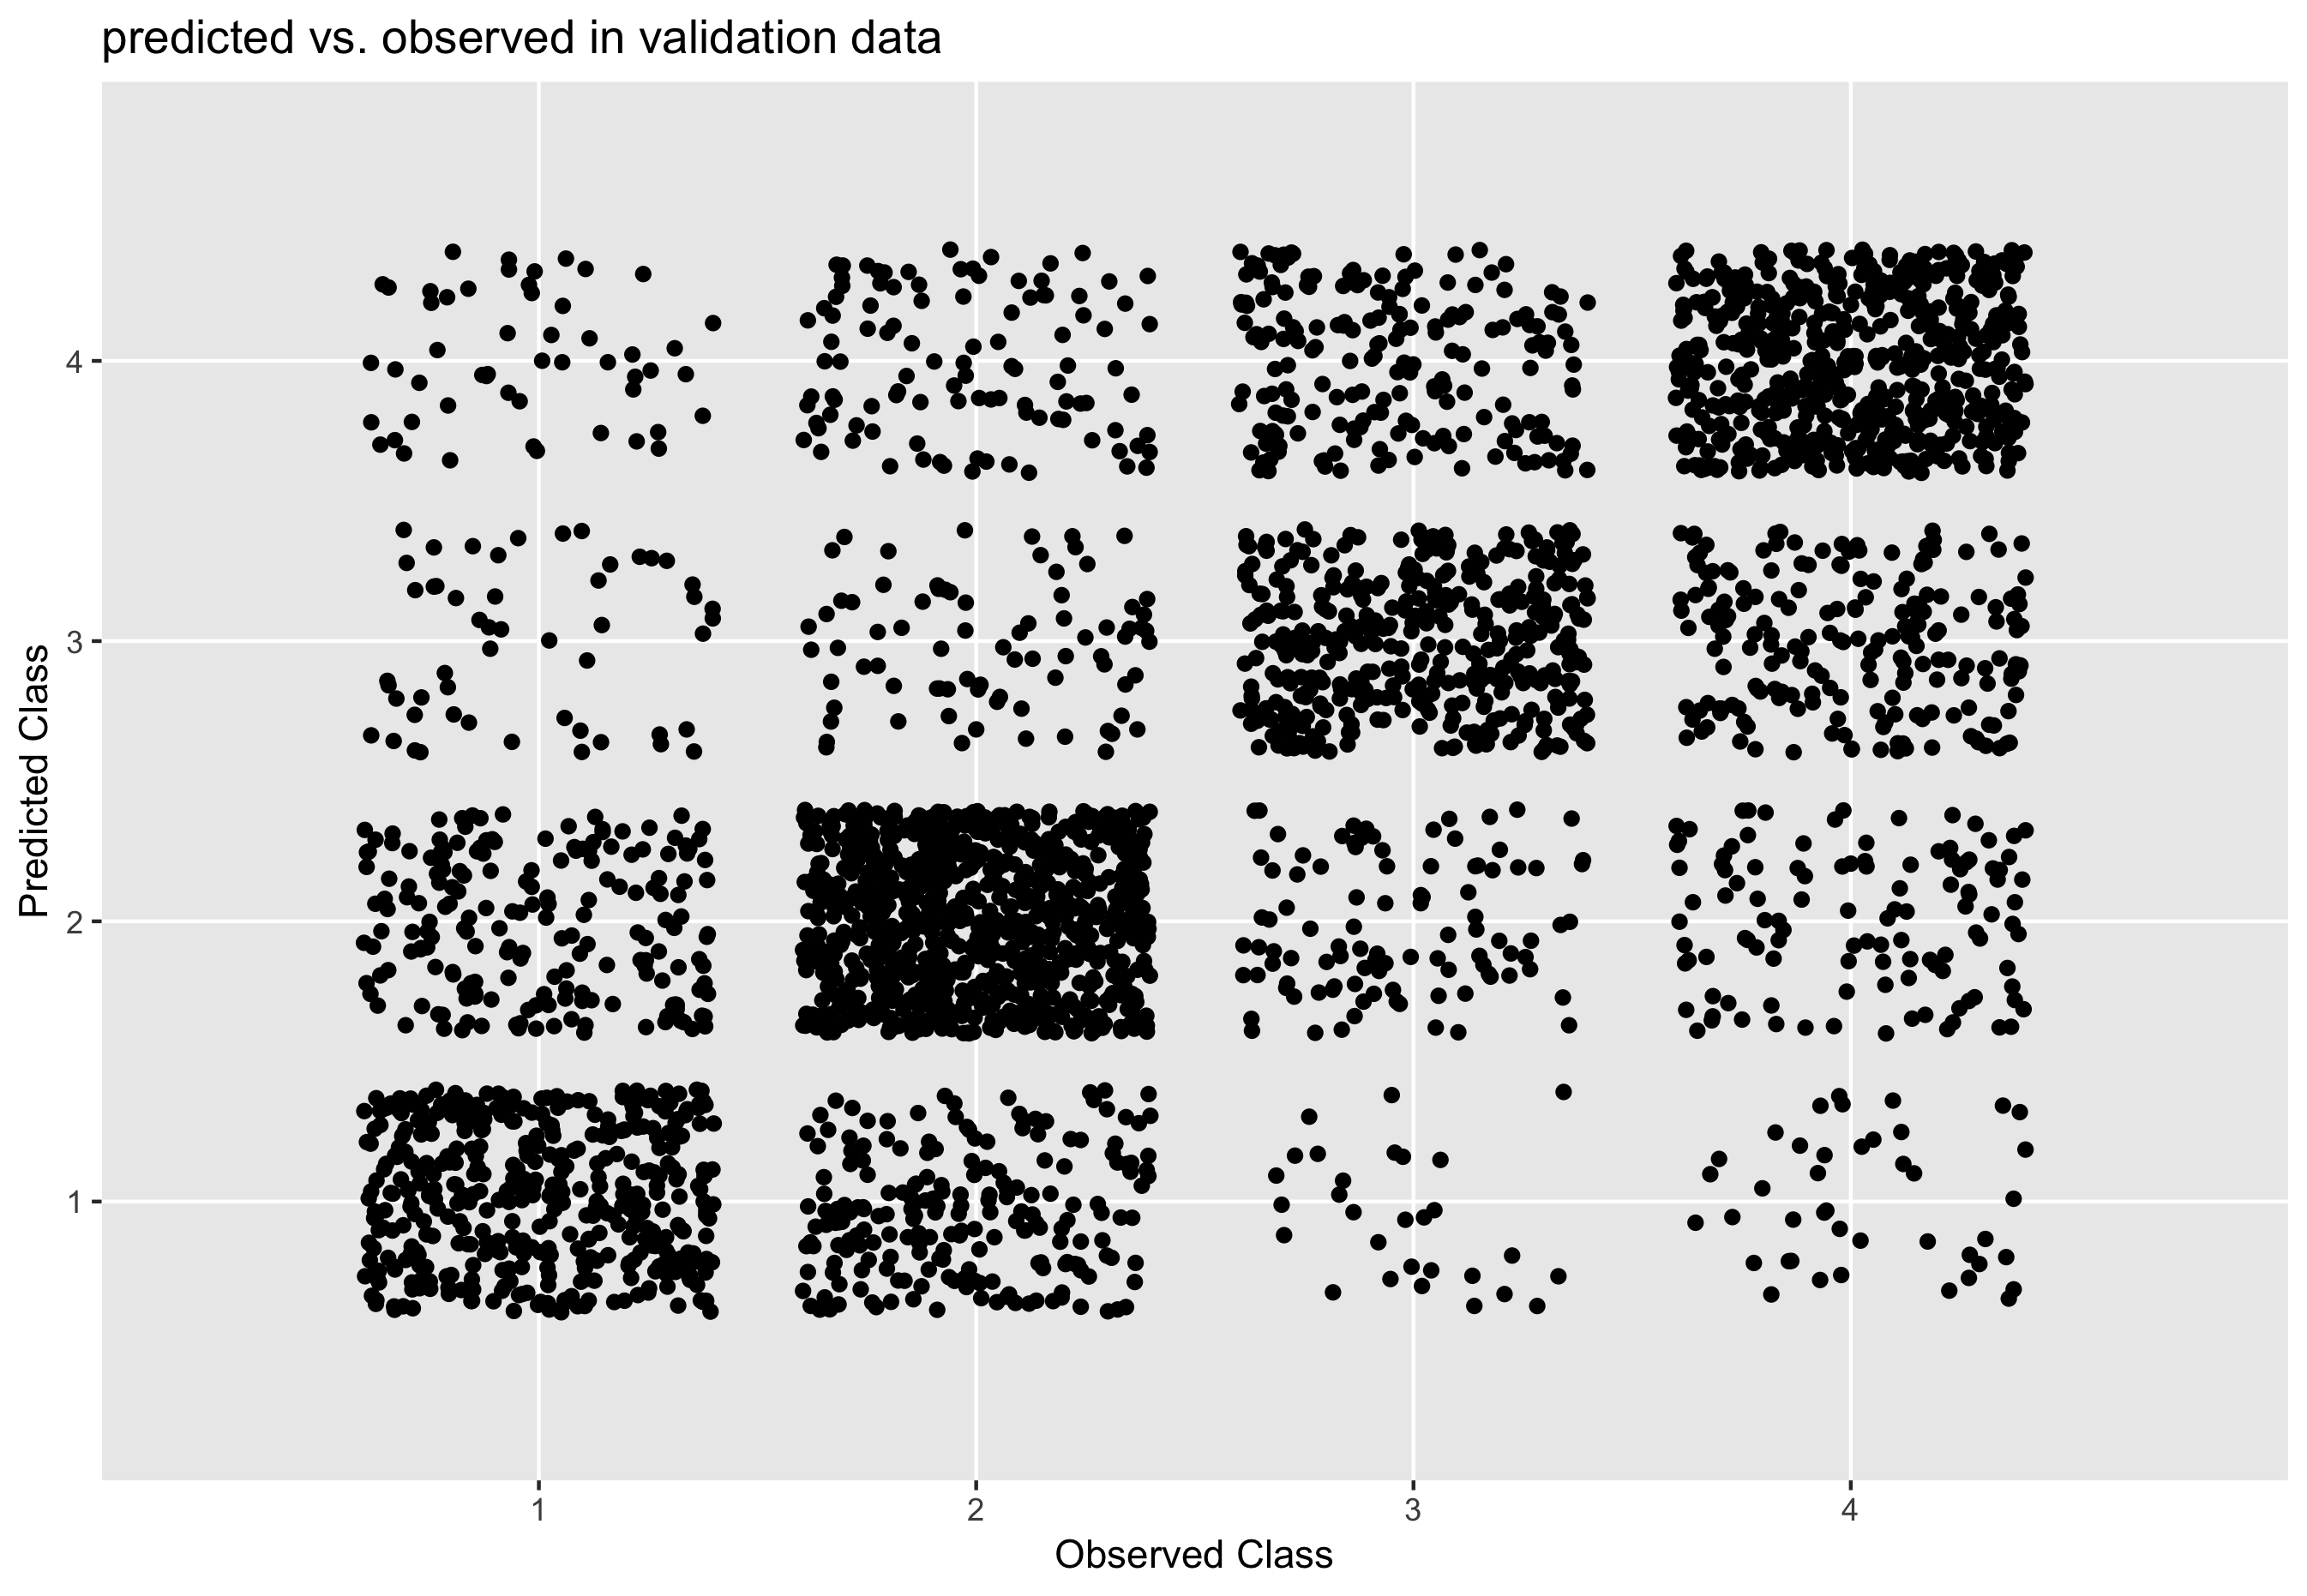 predicted vs. observed in validation data
Predicted Class
4
3
2
1
1 2 3 4
Observed Class